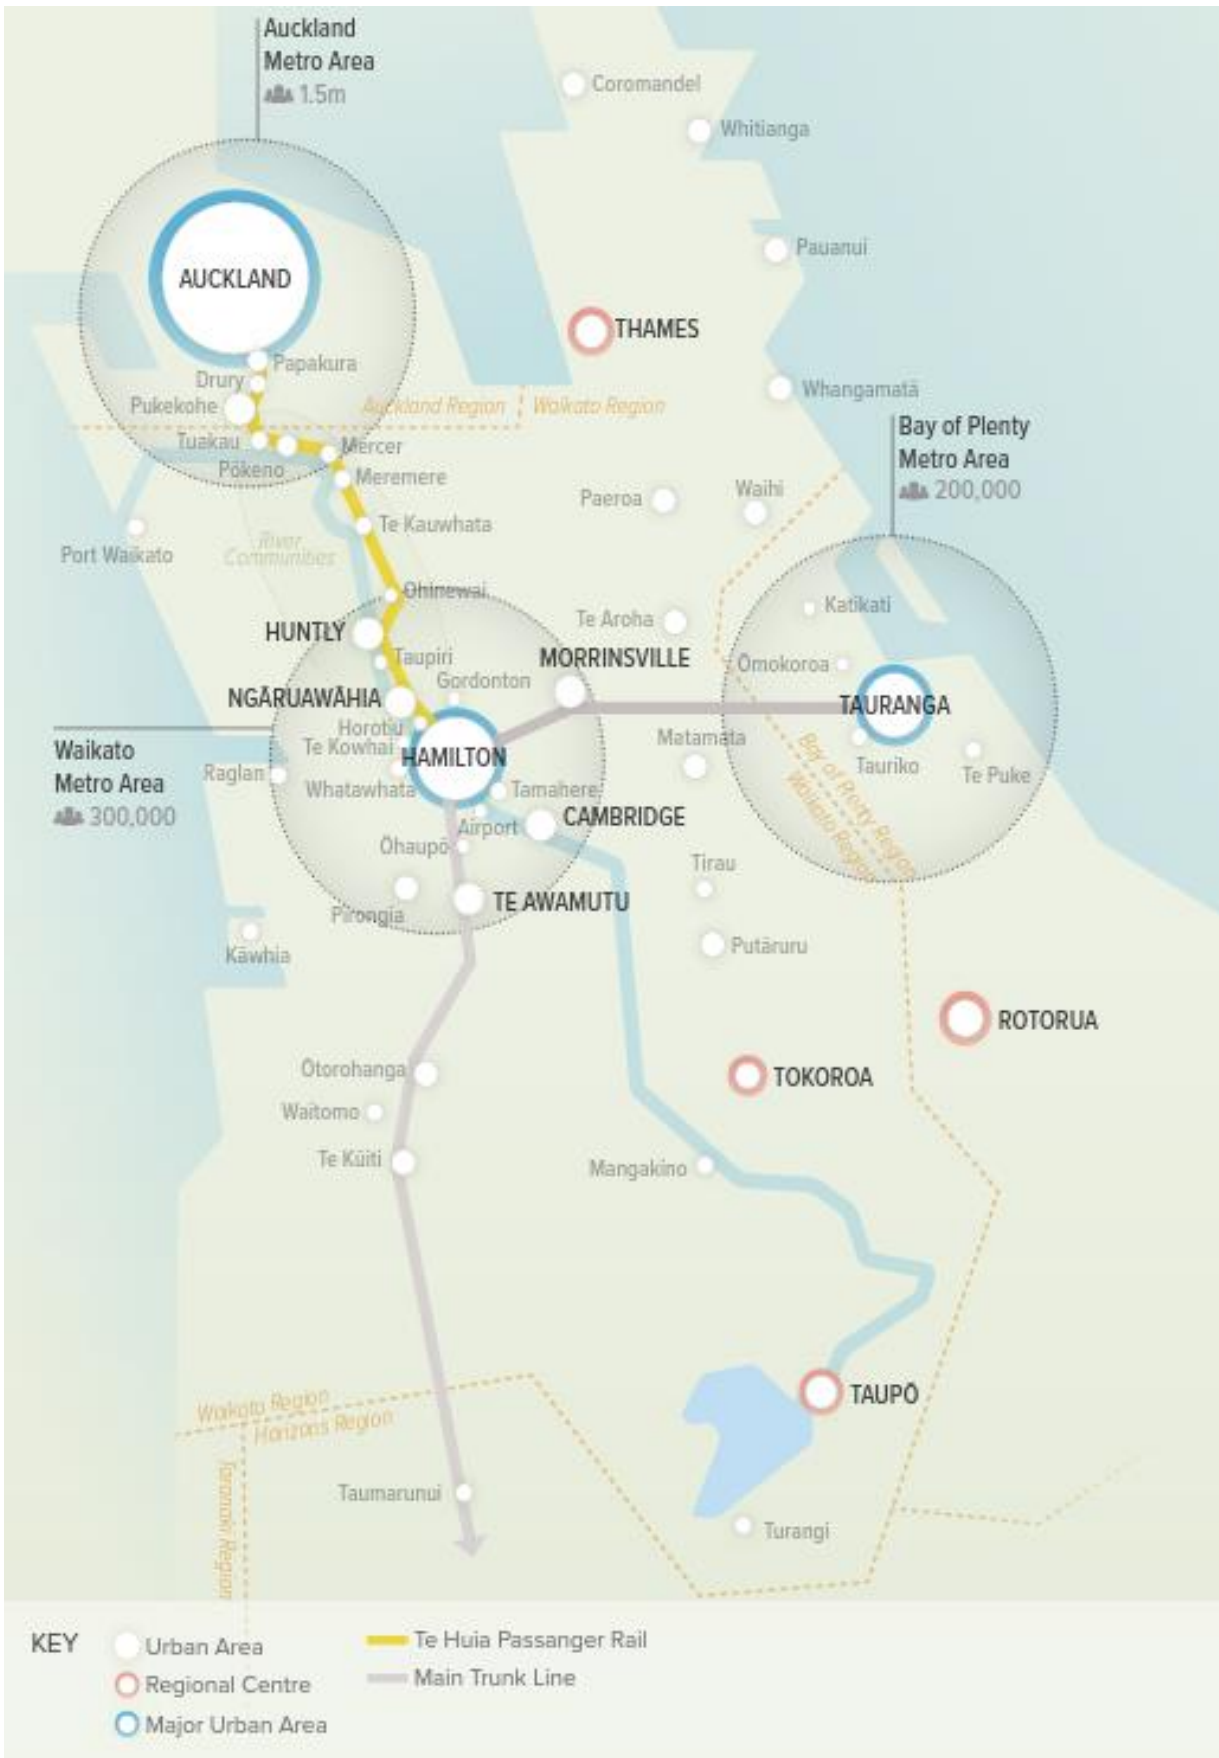 Auckland
Metro Area
1.5m
Coromandel
Whitianga
Pauanui
AUCKLAND
THAMES
Papakura
Drury
Pukekohe
Auckland Region
Waikato Region
Whangamatā
Tuakau
Mercer
Pōkeno
Meremere
Bay of Plenty
Metro Area
200,000
Paeroa
Waihi
Te Kauwhata
Port Waikato
River
Communities
Ohinewai
Katikati
Te Aroha
HUNTLY
Taupiri
MORRINSVILLE
Ōmokoroa
Gordonton
NGĀRUAWĀHIA
TAURANGA
Horotiu
Te Kowhai
HAMILTON
Matamata
Tauriko
Te Puke
Waikato
Metro Area
300,000
Raglan
Whatawhata
Tamahere
Bay of Plenty Region
Waikato Region
Airport
CAMBRIDGE
Ōhaupō
Tirau
Pirongia
TE AWAMUTU
Kāwhia
Putāruru
ROTORUA
Ōtorohanga
TOKOROA
Waitomo
Te Kūiti
Mangakino
TAUPŌ
Waikato Region
Horizons Region
Taranaki Region
Taumarunui
Turangi
KEY
Urban Area
Te Huia Passanger Rail
Regional Centre
Main Trunk Line
Major Urban Area